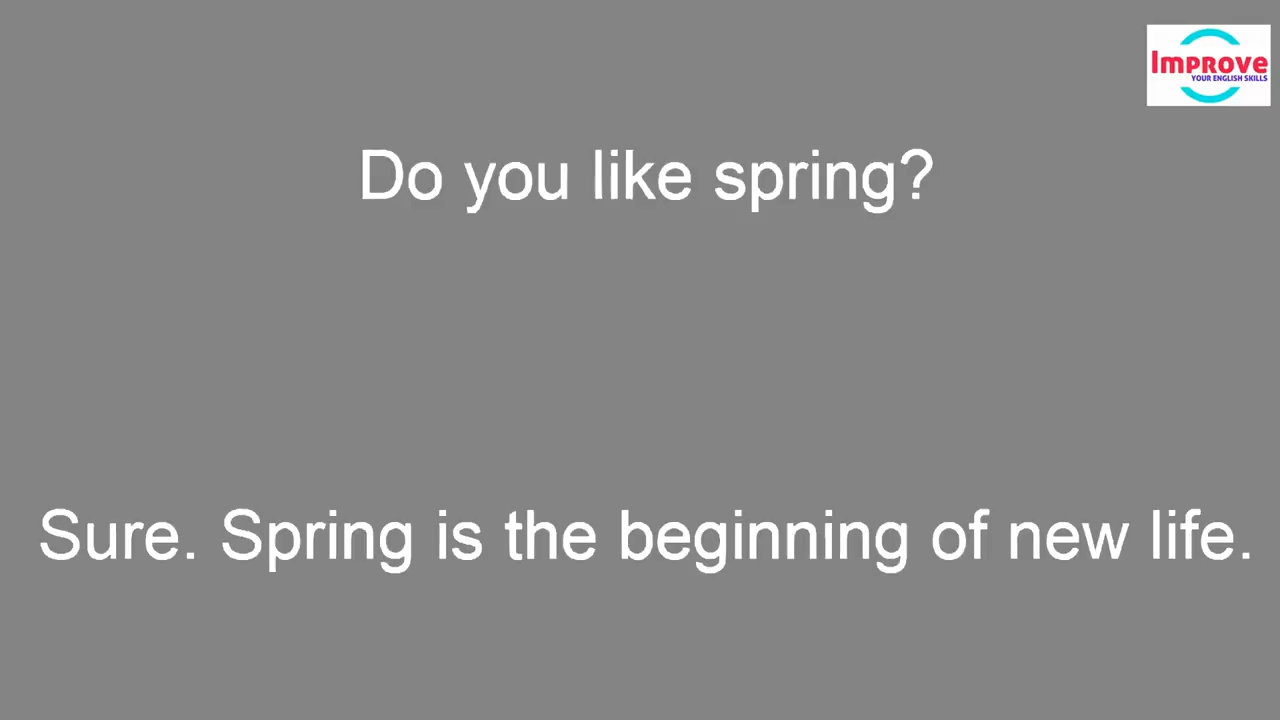 Improve
YOUR ENGLISH SKILLS
Do you like spring?
Sure. Spring is the beginning of new life.